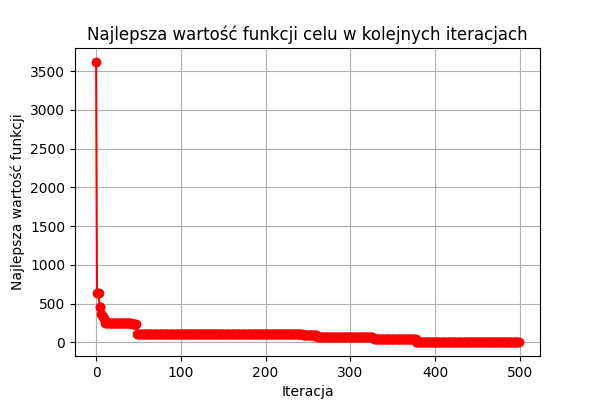 Najlepsza wartość funkcji celu w kolejnych iteracjach
Najlepsza wartość funkcji
3500
3000
2500
2000
1500
1000
500
0
0 100 200 300 400 500
Iteracja